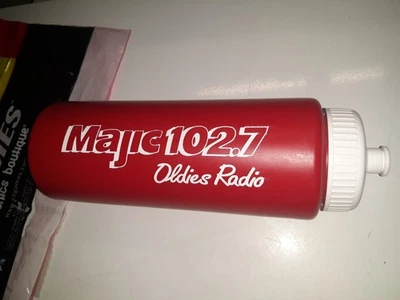 Majic 102.7
Oldies Radio